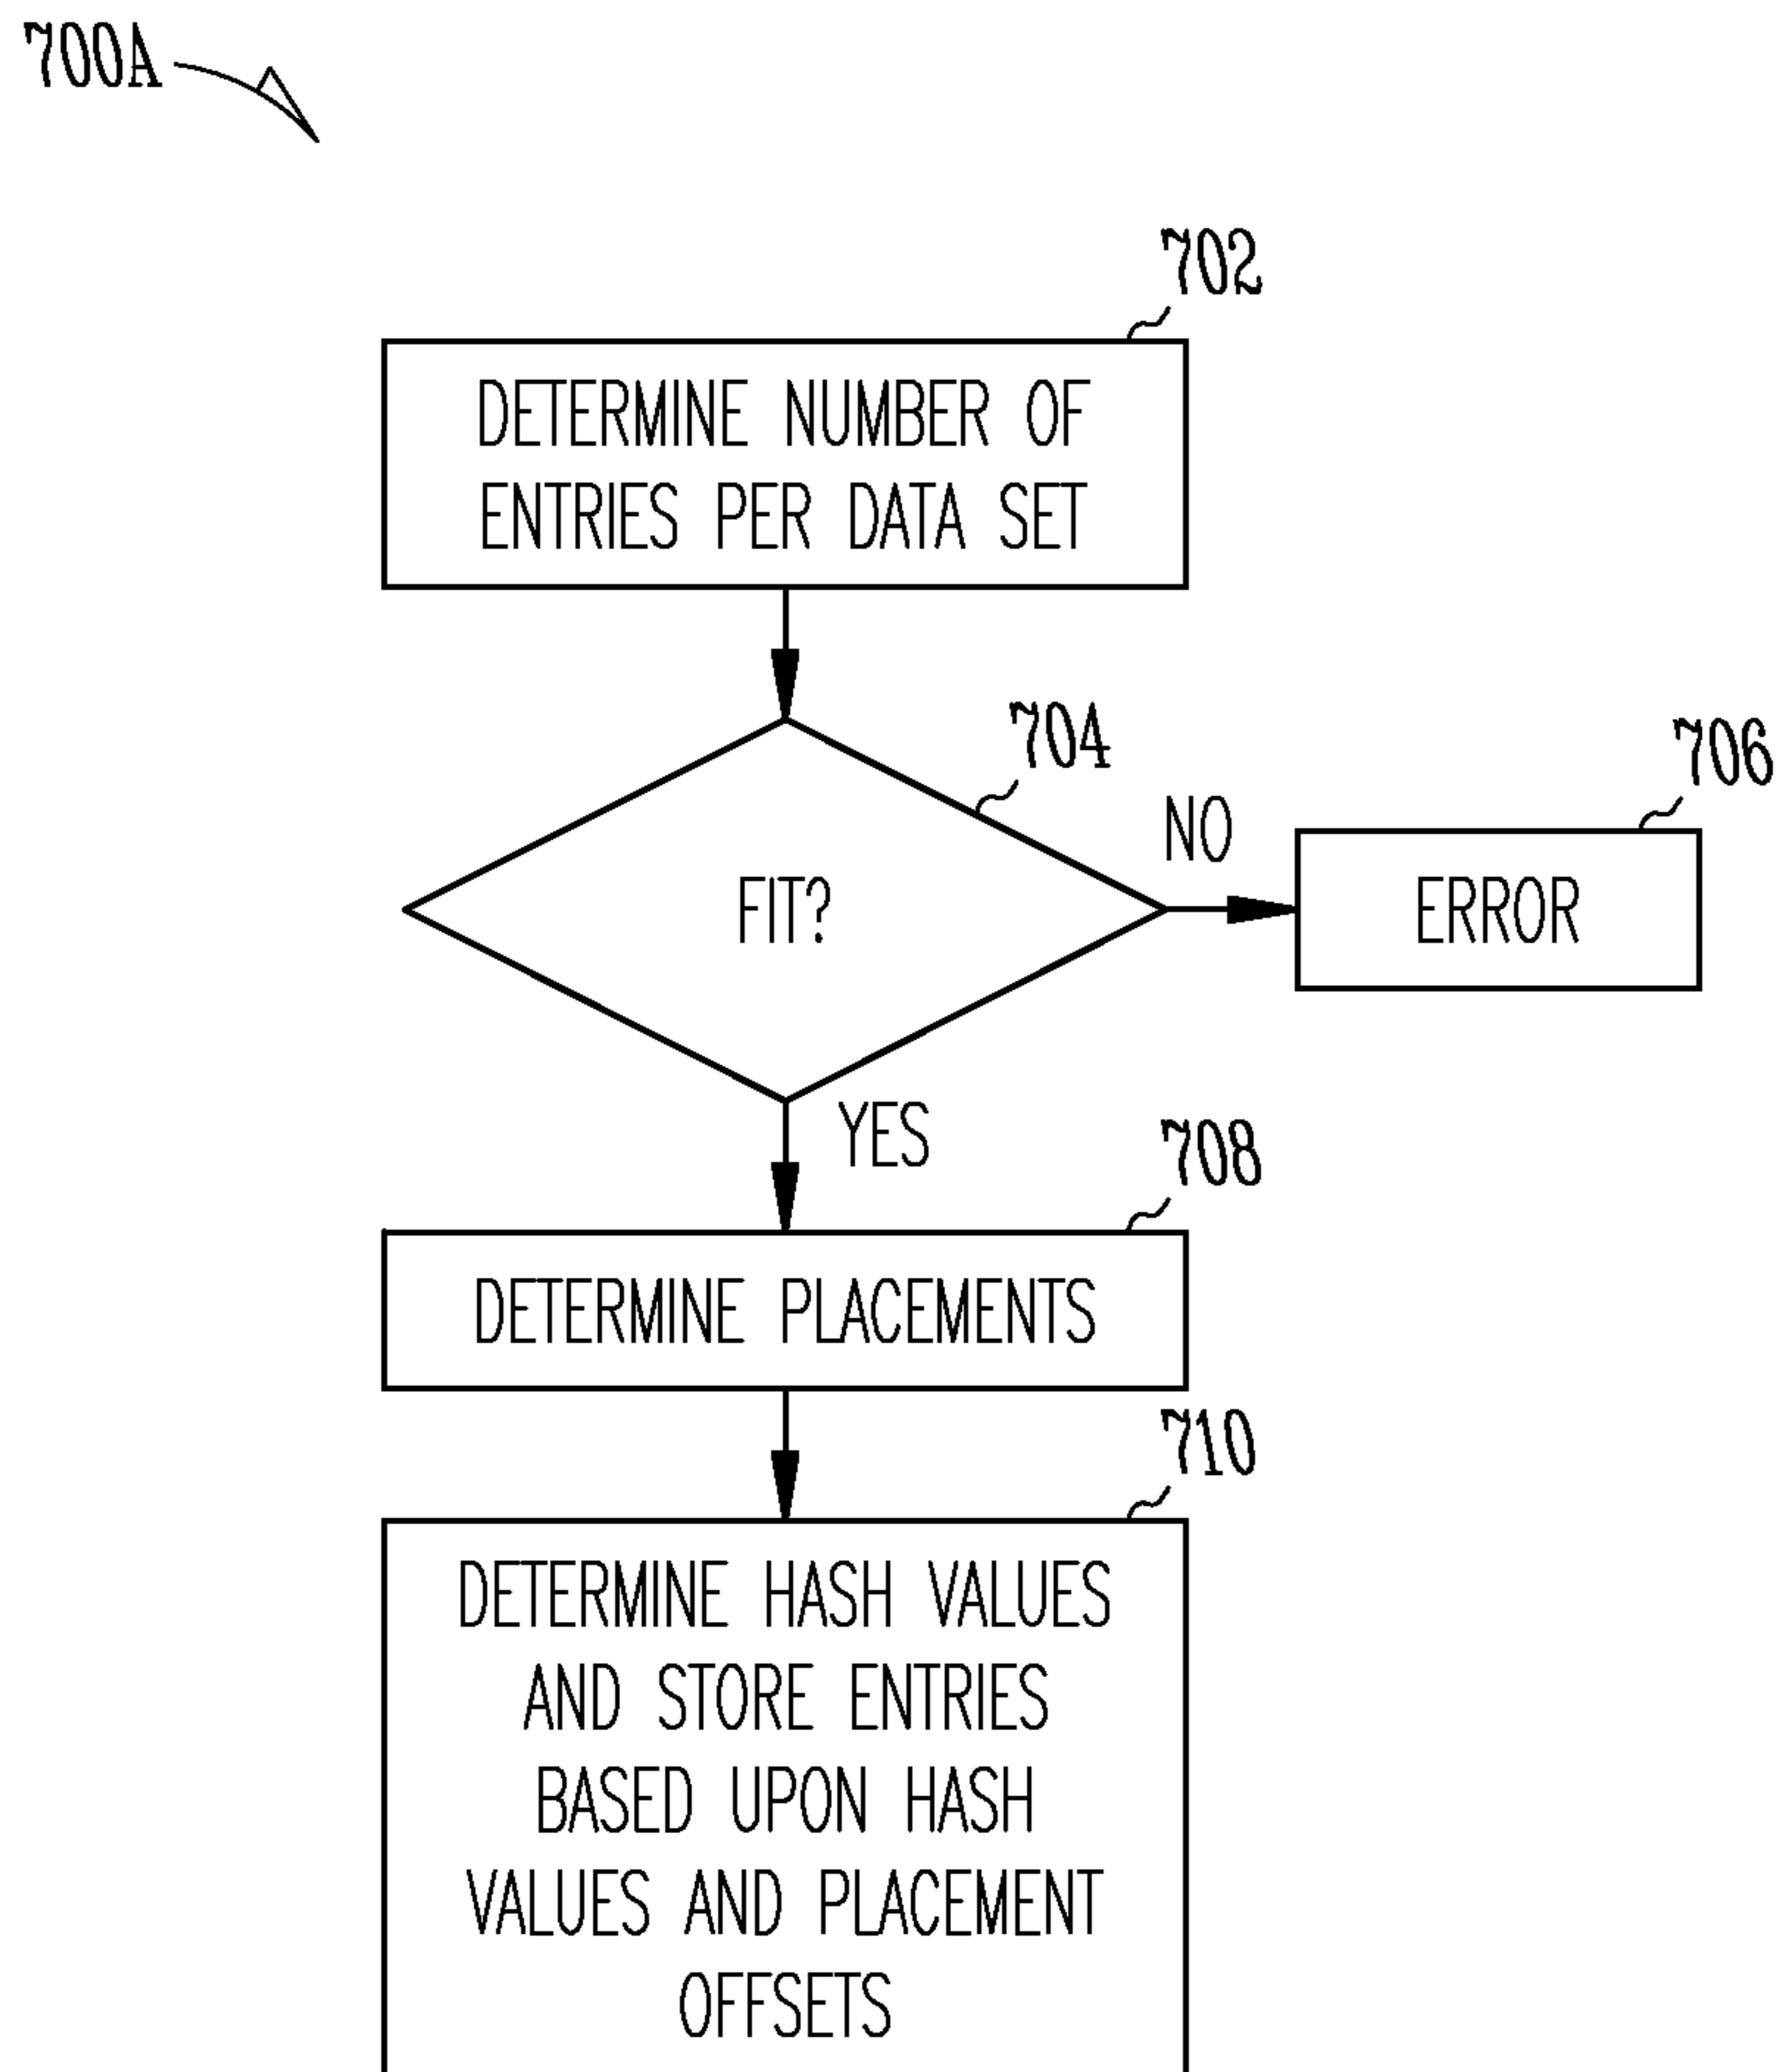 700A
702
DETERMINE NUMBER OF
ENTRIES PER DATA SET
704
706
NO
FIT?
ERROR
YES
708
DETERMINE PLACEMENTS
710
DETERMINE HASH VALUES
AND STORE ENTRIES
BASED UPON HASH
VALUES AND PLACEMENT
OFFSETS